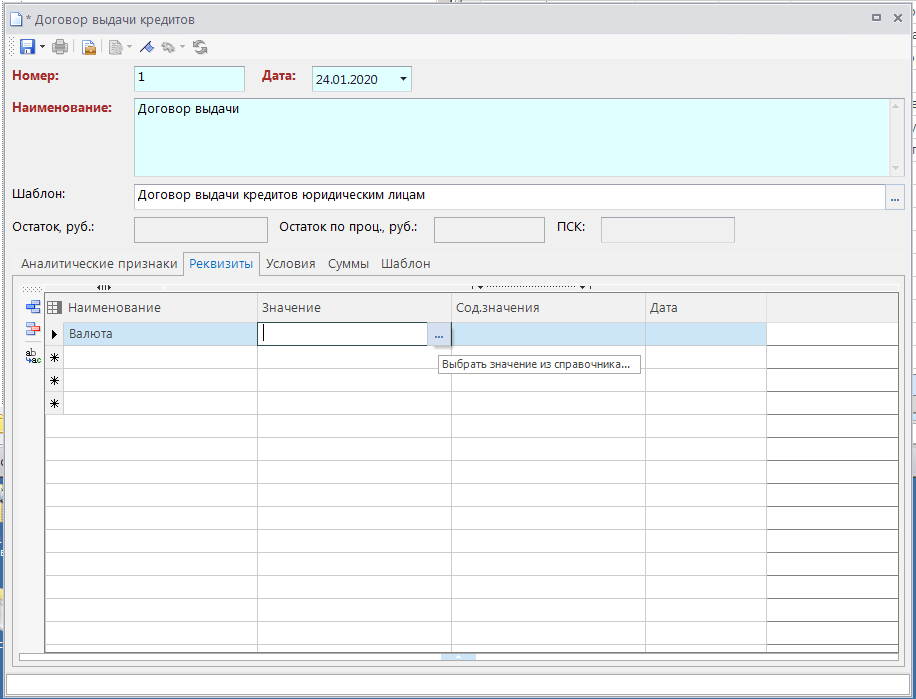 * Договор выдачи кредитов
Номер: 1 Дата: 24.01.2020
Наименование: Договор выдачи
Шаблон: Договор выдачи кредитов юридическим лицам ...
Остаток, руб.: Остаток по проц., руб.: ПСК:
Аналитические признаки Реквизиты Условия Суммы Шаблон
Наименование Значение Сод.значения Дата
Валюта ...
Выбрать значение из справочника...
ab
ac